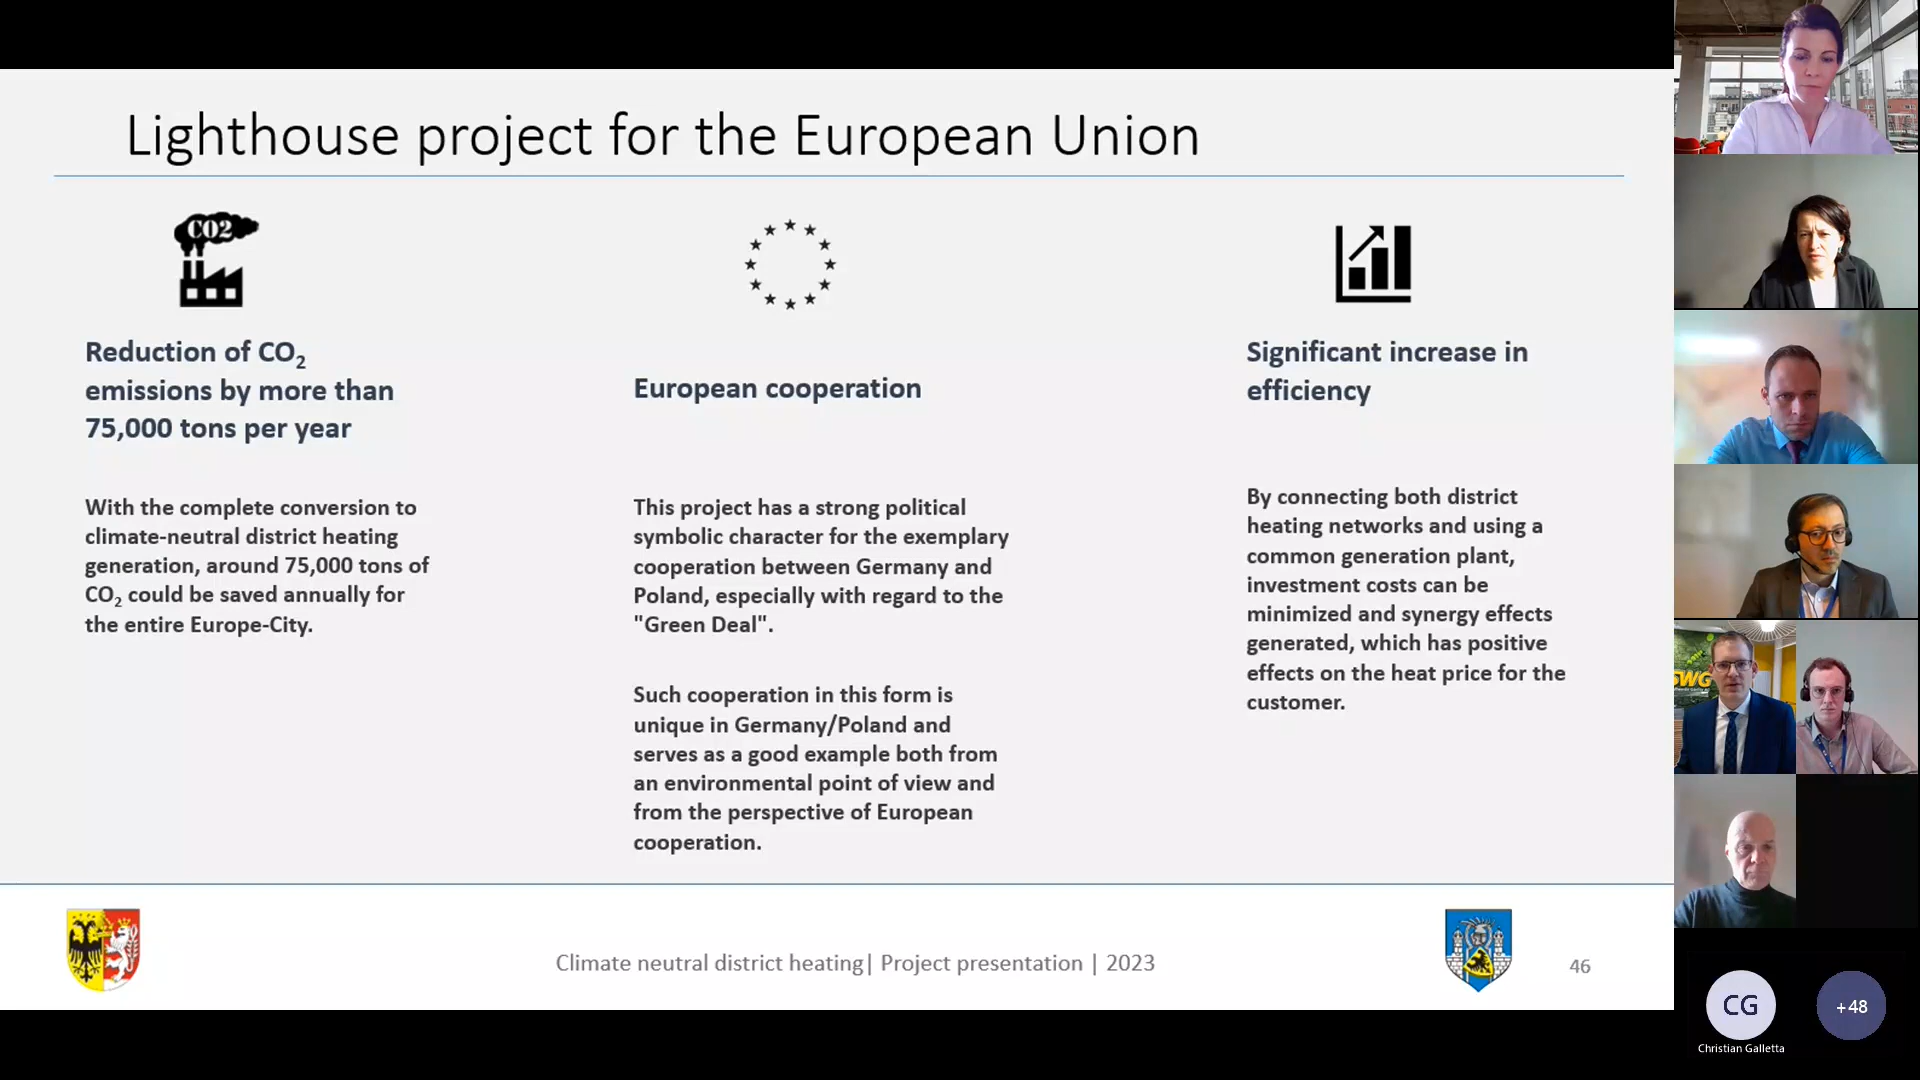 Lighthouse project for the European Union
CO2
Reduction of CO₂
emissions by more than
75,000 tons per year
With the complete conversion to
climate-neutral district heating
generation, around 75,000 tons of
CO₂ could be saved annually for
the entire Europe-City.
European cooperation
This project has a strong political
symbolic character for the exemplary
cooperation between Germany and
Poland, especially with regard to the
"Green Deal".
Such cooperation in this form is
unique in Germany/Poland and
serves as a good example both from
an environmental point of view and
from the perspective of European
cooperation.
Significant increase in
efficiency
By connecting both district
heating networks and using a
common generation plant,
investment costs can be
minimized and synergy effects
generated, which has positive
effects on the heat price for the
customer.
Climate neutral district heating| Project presentation | 2023
46
SWG
CG
+48
Christian Galletta